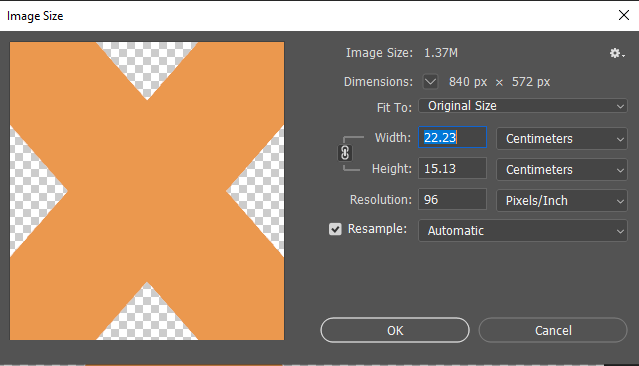 Image Size
Image Size: 1.37M
Dimensions: 840 px × 572 px
Fit To: Original Size
Width: 22.23 Centimeters
Height: 15.13 Centimeters
Resolution: 96 Pixels/Inch
Resample: Automatic
OK Cancel